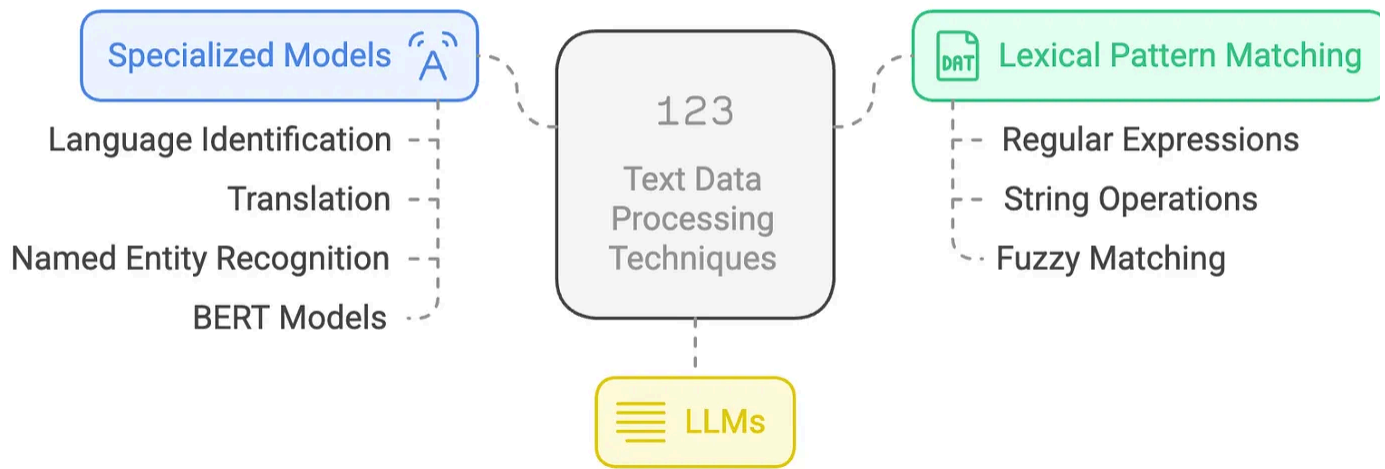 Specialized Models
Language Identification
Translation
Named Entity Recognition
BERT Models
123
Text Data
Processing
Techniques
DAT
Lexical Pattern Matching
Regular Expressions
String Operations
Fuzzy Matching
LLMs